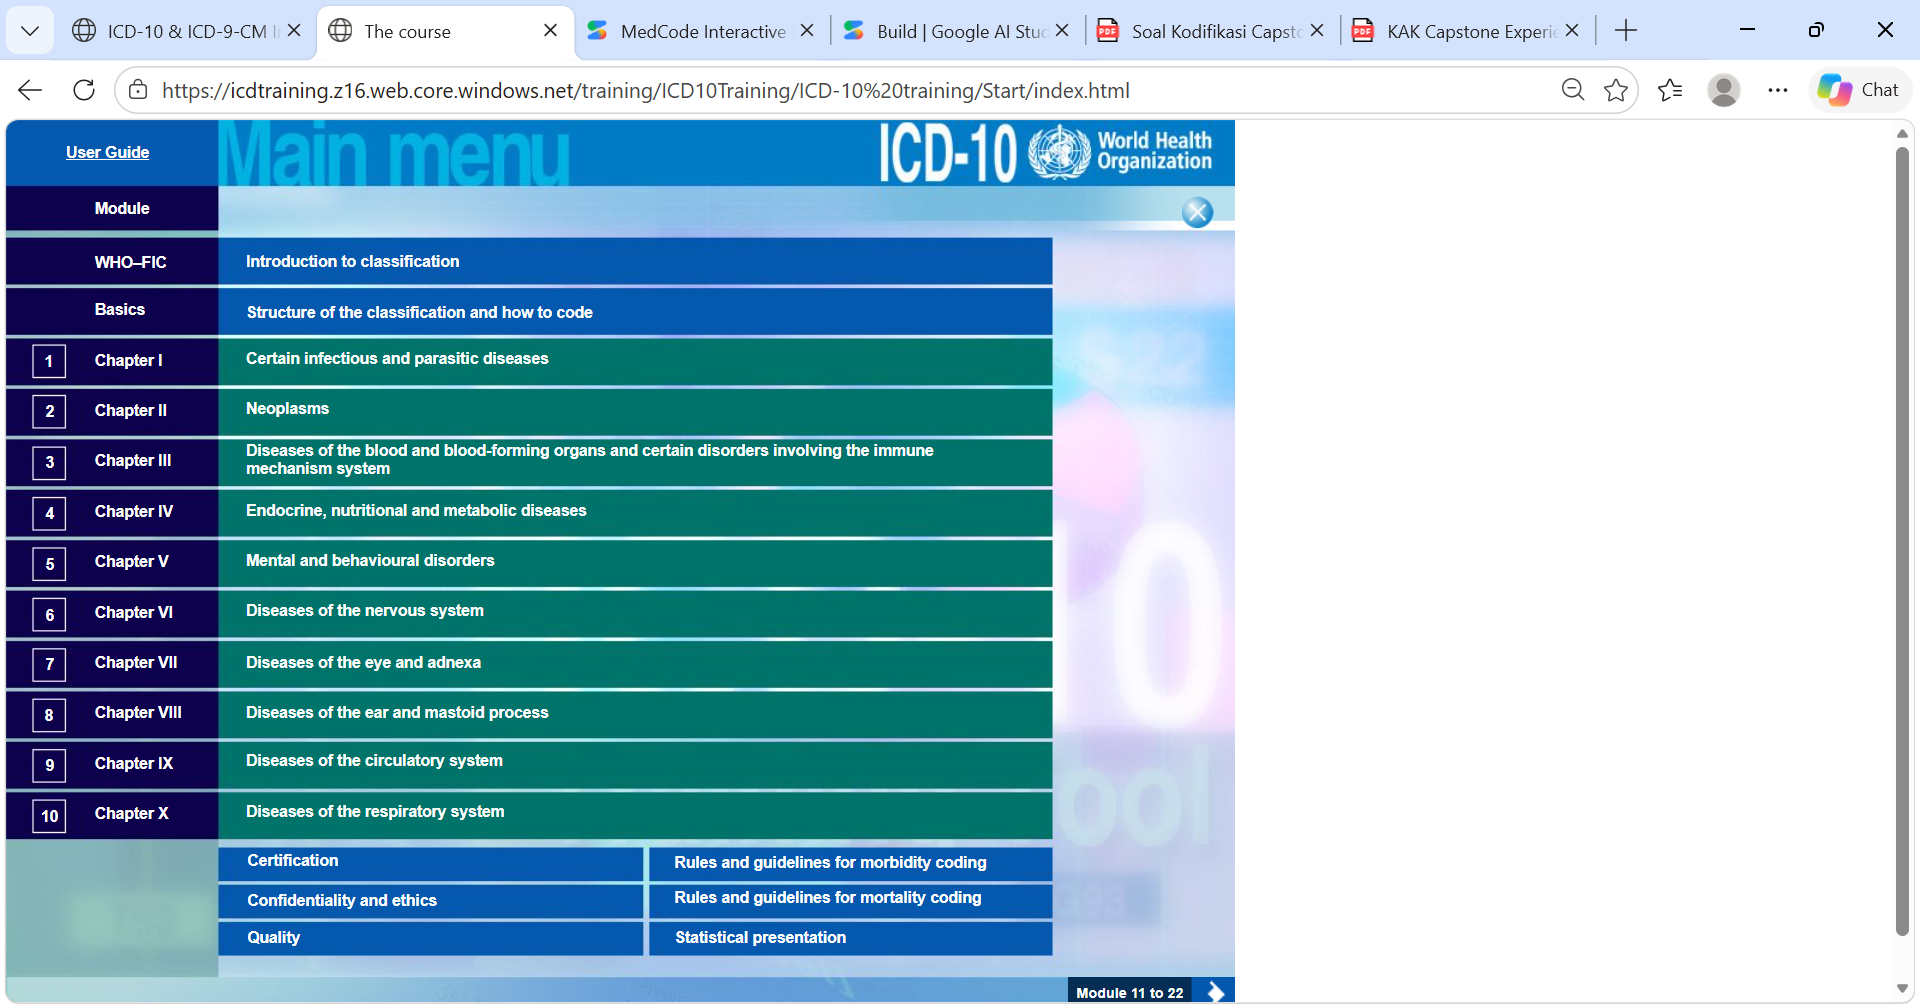 ICD-10 & ICD-9-CM I
The course
MedCode Interactive
Build | Google AI Stud
Soal Kodifikasi Capsto
KAK Capstone Experie
https://icdtraining.z16.web.core.windows.net/training/ICD10Training/ICD-10%20training/Start/index.html
Chat
User Guide
Main menu
ICD-10
World Health
Organization
Module
WHO–FIC
Introduction to classification
Basics
Structure of the classification and how to code
1
Chapter I
Certain infectious and parasitic diseases
2
Chapter II
Neoplasms
3
Chapter III
Diseases of the blood and blood-forming organs and certain disorders involving the immune
mechanism system
4
Chapter IV
Endocrine, nutritional and metabolic diseases
5
Chapter V
Mental and behavioural disorders
6
Chapter VI
Diseases of the nervous system
7
Chapter VII
Diseases of the eye and adnexa
8
Chapter VIII
Diseases of the ear and mastoid process
9
Chapter IX
Diseases of the circulatory system
10
Chapter X
Diseases of the respiratory system
Certification
Rules and guidelines for morbidity coding
Confidentiality and ethics
Rules and guidelines for mortality coding
Quality
Statistical presentation
Module 11 to 22